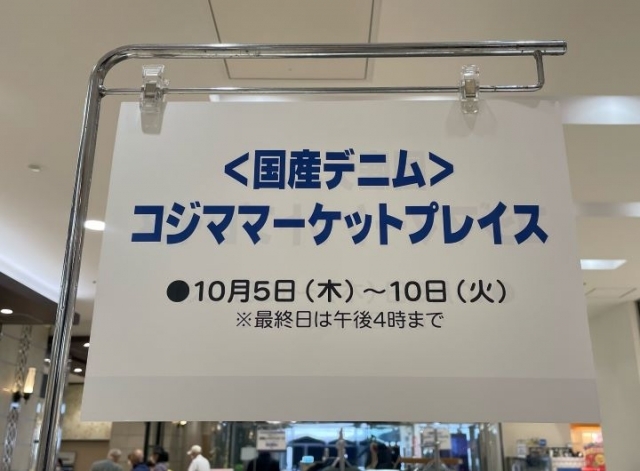 ＜国産デニム＞
コジママーケットプレイス
●10月5日（木）～10日（火）
※最終日は午後4時まで